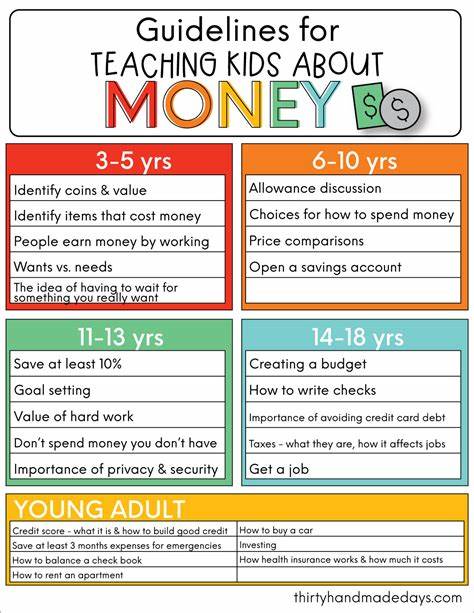 Guidelines for
TEACHING KIDS ABOUT
MONEY
$ $
3-5 yrs
Identify coins & value
Identify items that cost money
People earn money by working
Wants vs. needs
The idea of having to wait for
something you really want
6-10 yrs
Allowance discussion
Choices for how to spend money
Price comparisons
Open a savings account
11-13 yrs
Save at least 10%
Goal setting
Value of hard work
Don't spend money you don't have
Importance of privacy & security
14-18 yrs
Creating a budget
How to write checks
Importance of avoiding credit card debt
Taxes - what they are, how it affects jobs
Get a job
YOUNG ADULT
Credit score - what it is & how to build good credit
Save at least 3 months expenses for emergencies
How to balance a check book
How to rent an apartment
How to buy a car
Investing
How health insurance works & how much it costs
thirtyhandmadedays.com